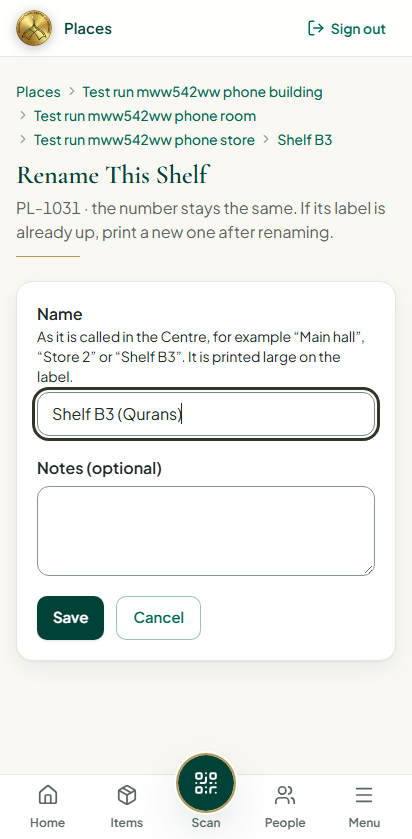 Places
Sign out
Places > Test run mww542ww phone building
> Test run mww542ww phone room
> Test run mww542ww phone store > Shelf B3
Rename This Shelf
PL-1031 · the number stays the same. If its label is
already up, print a new one after renaming.
Name
As it is called in the Centre, for example “Main hall”,
“Store 2” or “Shelf B3”. It is printed large on the
label.
Shelf B3 (Qurans)
Notes (optional)
Save
Cancel
Home
Items
Scan
People
Menu